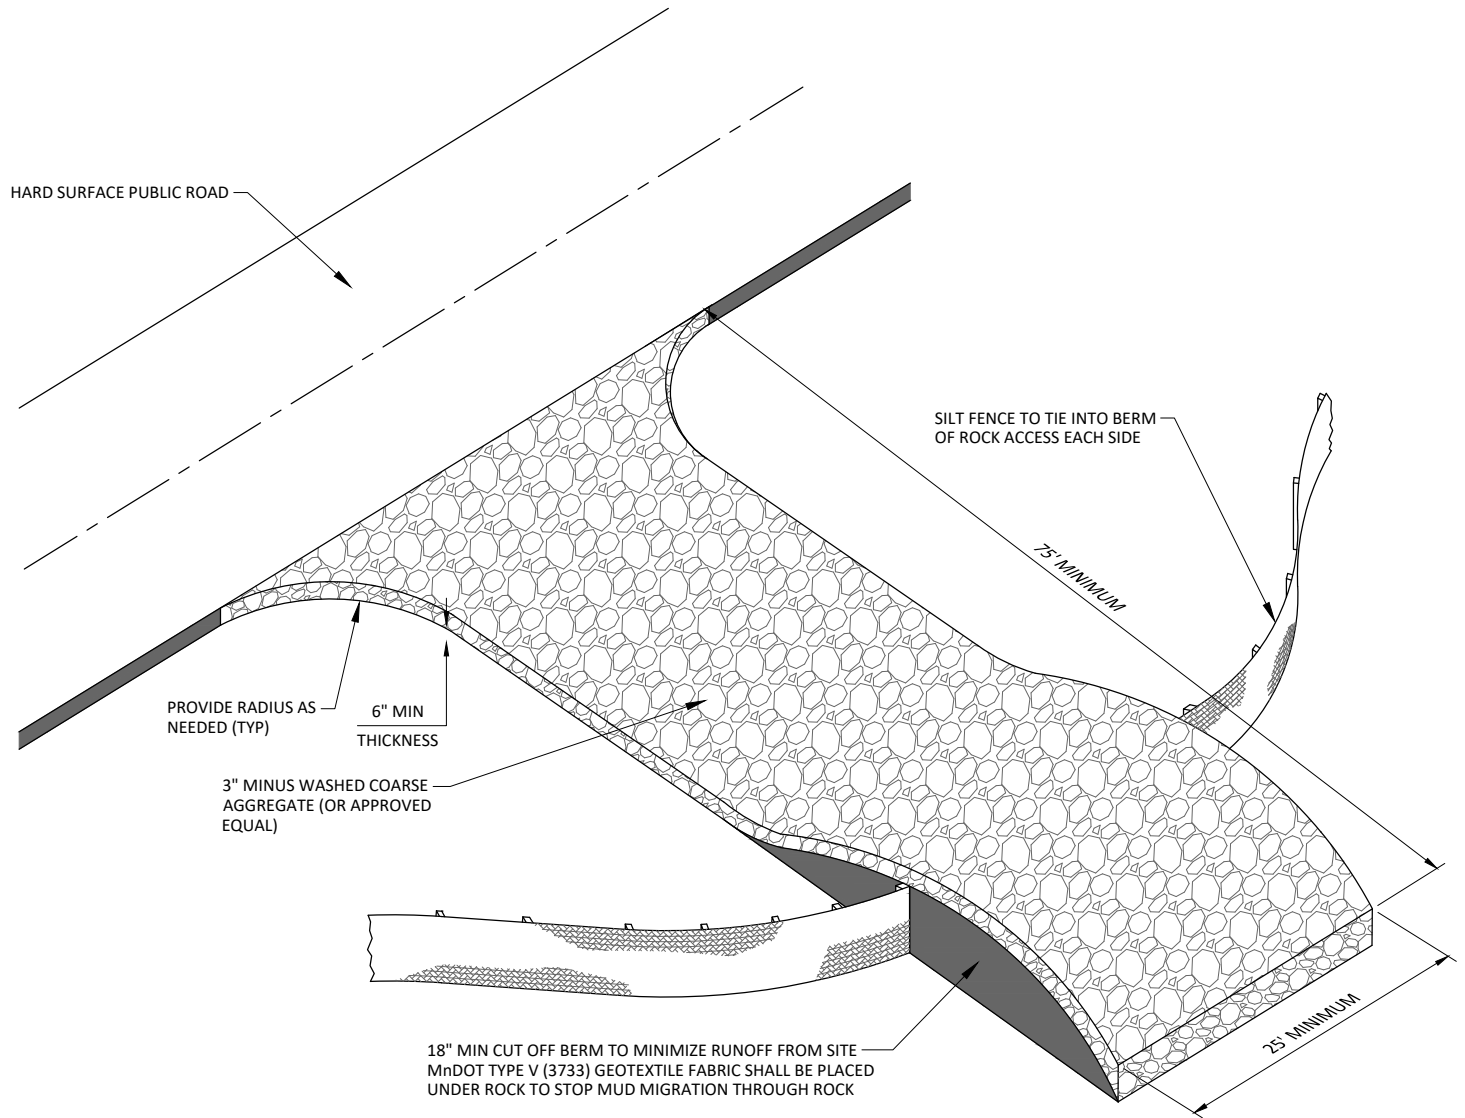 HARD SURFACE PUBLIC ROAD
SILT FENCE TO TIE INTO BERM
OF ROCK ACCESS EACH SIDE
75' MINIMUM
PROVIDE RADIUS AS
NEEDED (TYP)
6" MIN
THICKNESS
3" MINUS WASHED COARSE
AGGREGATE (OR APPROVED
EQUAL)
25' MINIMUM
18" MIN CUT OFF BERM TO MINIMIZE RUNOFF FROM SITE
MnDOT TYPE V (3733) GEOTEXTILE FABRIC SHALL BE PLACED
UNDER ROCK TO STOP MUD MIGRATION THROUGH ROCK